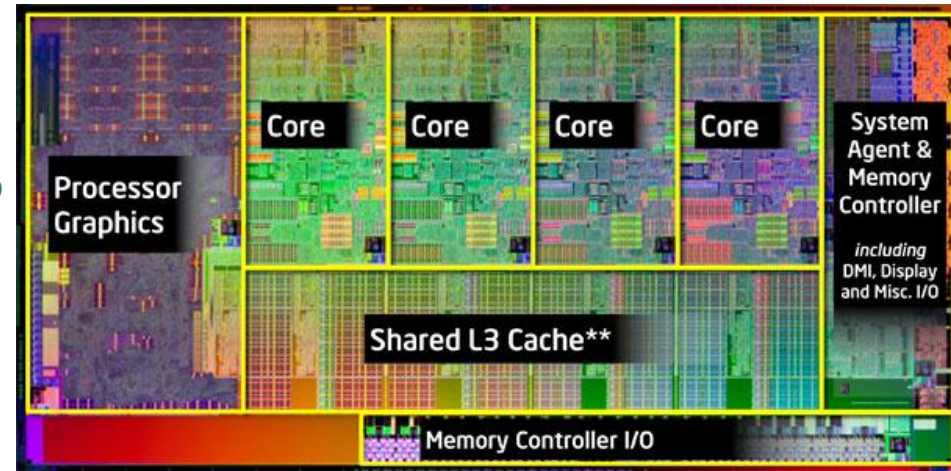 Processor
Graphics
Core
Core
Core
Core
System
Agent &
Memory
Controller
including
DMI, Display
and Misc. I/O
Shared L3 Cache**
Memory Controller I/O